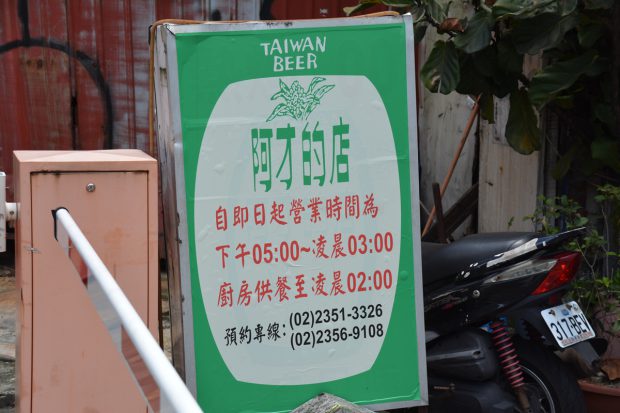 TAIWAN
BEER
阿才的店
自即日起營業時間為
下午05:00~凌晨03:00
廚房供餐至凌晨02:00
預約專線:(02)2351-3326
(02)2356-9108
317·BEY